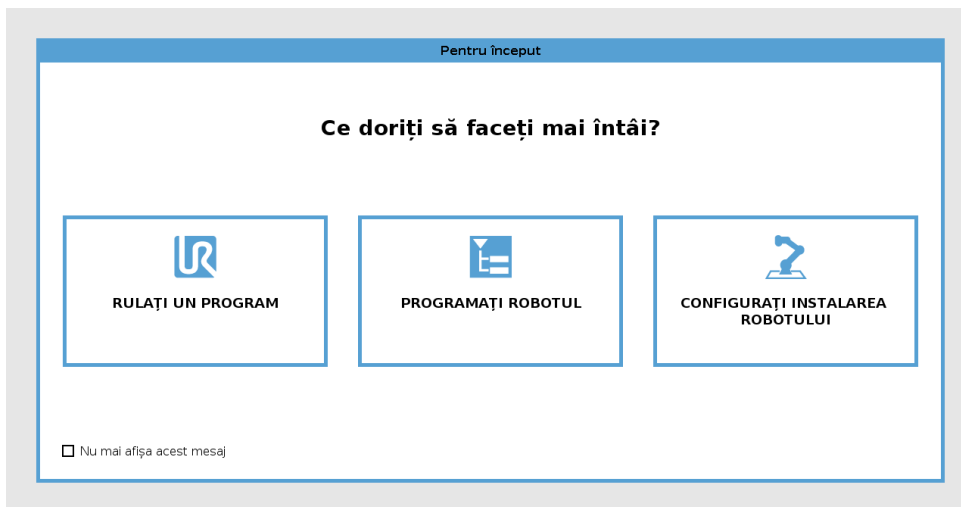 Pentru început
Ce doriți să faceți mai întâi?
UR
RULAȚI UN PROGRAM
PROGRAMAȚI ROBOTUL
CONFIGURAȚI INSTALAREA
ROBOTULUI
Nu mai afișa acest mesaj